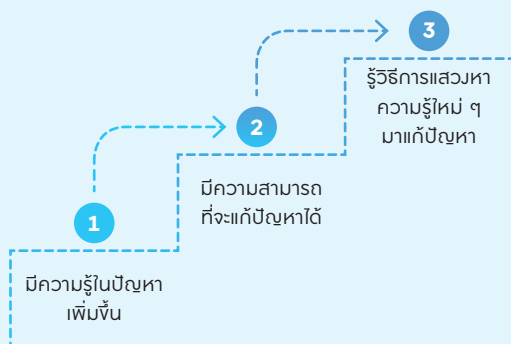 1
มีความรู้ในปัญหา
เพิ่มขึ้น
2
มีความสามารถ
ที่จะแก้ปัญหาได้
3
รู้วิธีการแสวงหา
ความรู้ใหม่ ๆ
มาแก้ปัญหา